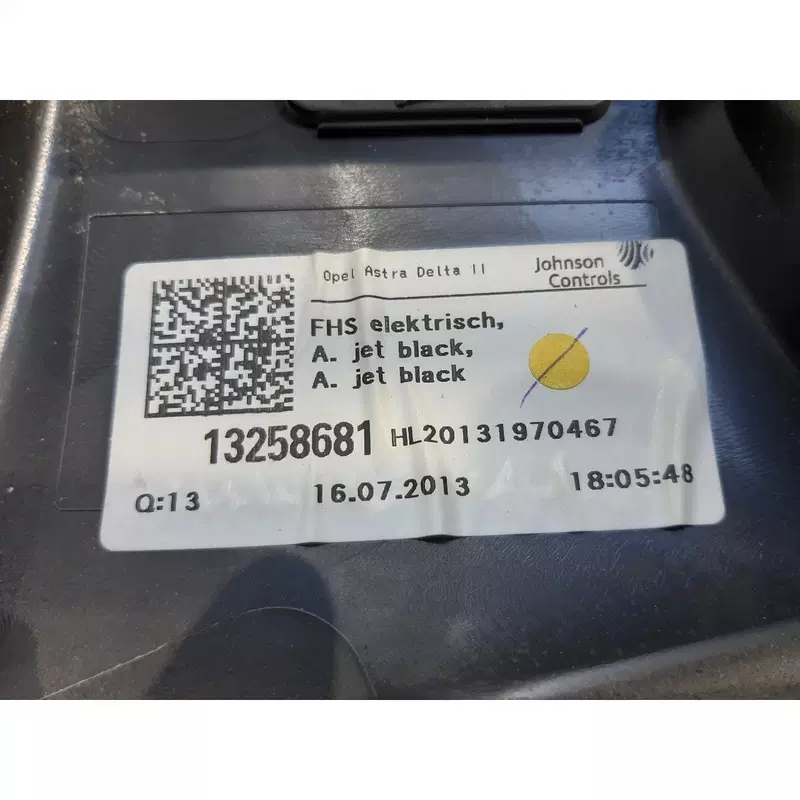 Opel Astra Delta II
Johnson
Controls
FHS elektrisch,
A. jet black,
A. jet black
13258681 HL20131970467
Q:13 16.07.2013 18:05:48